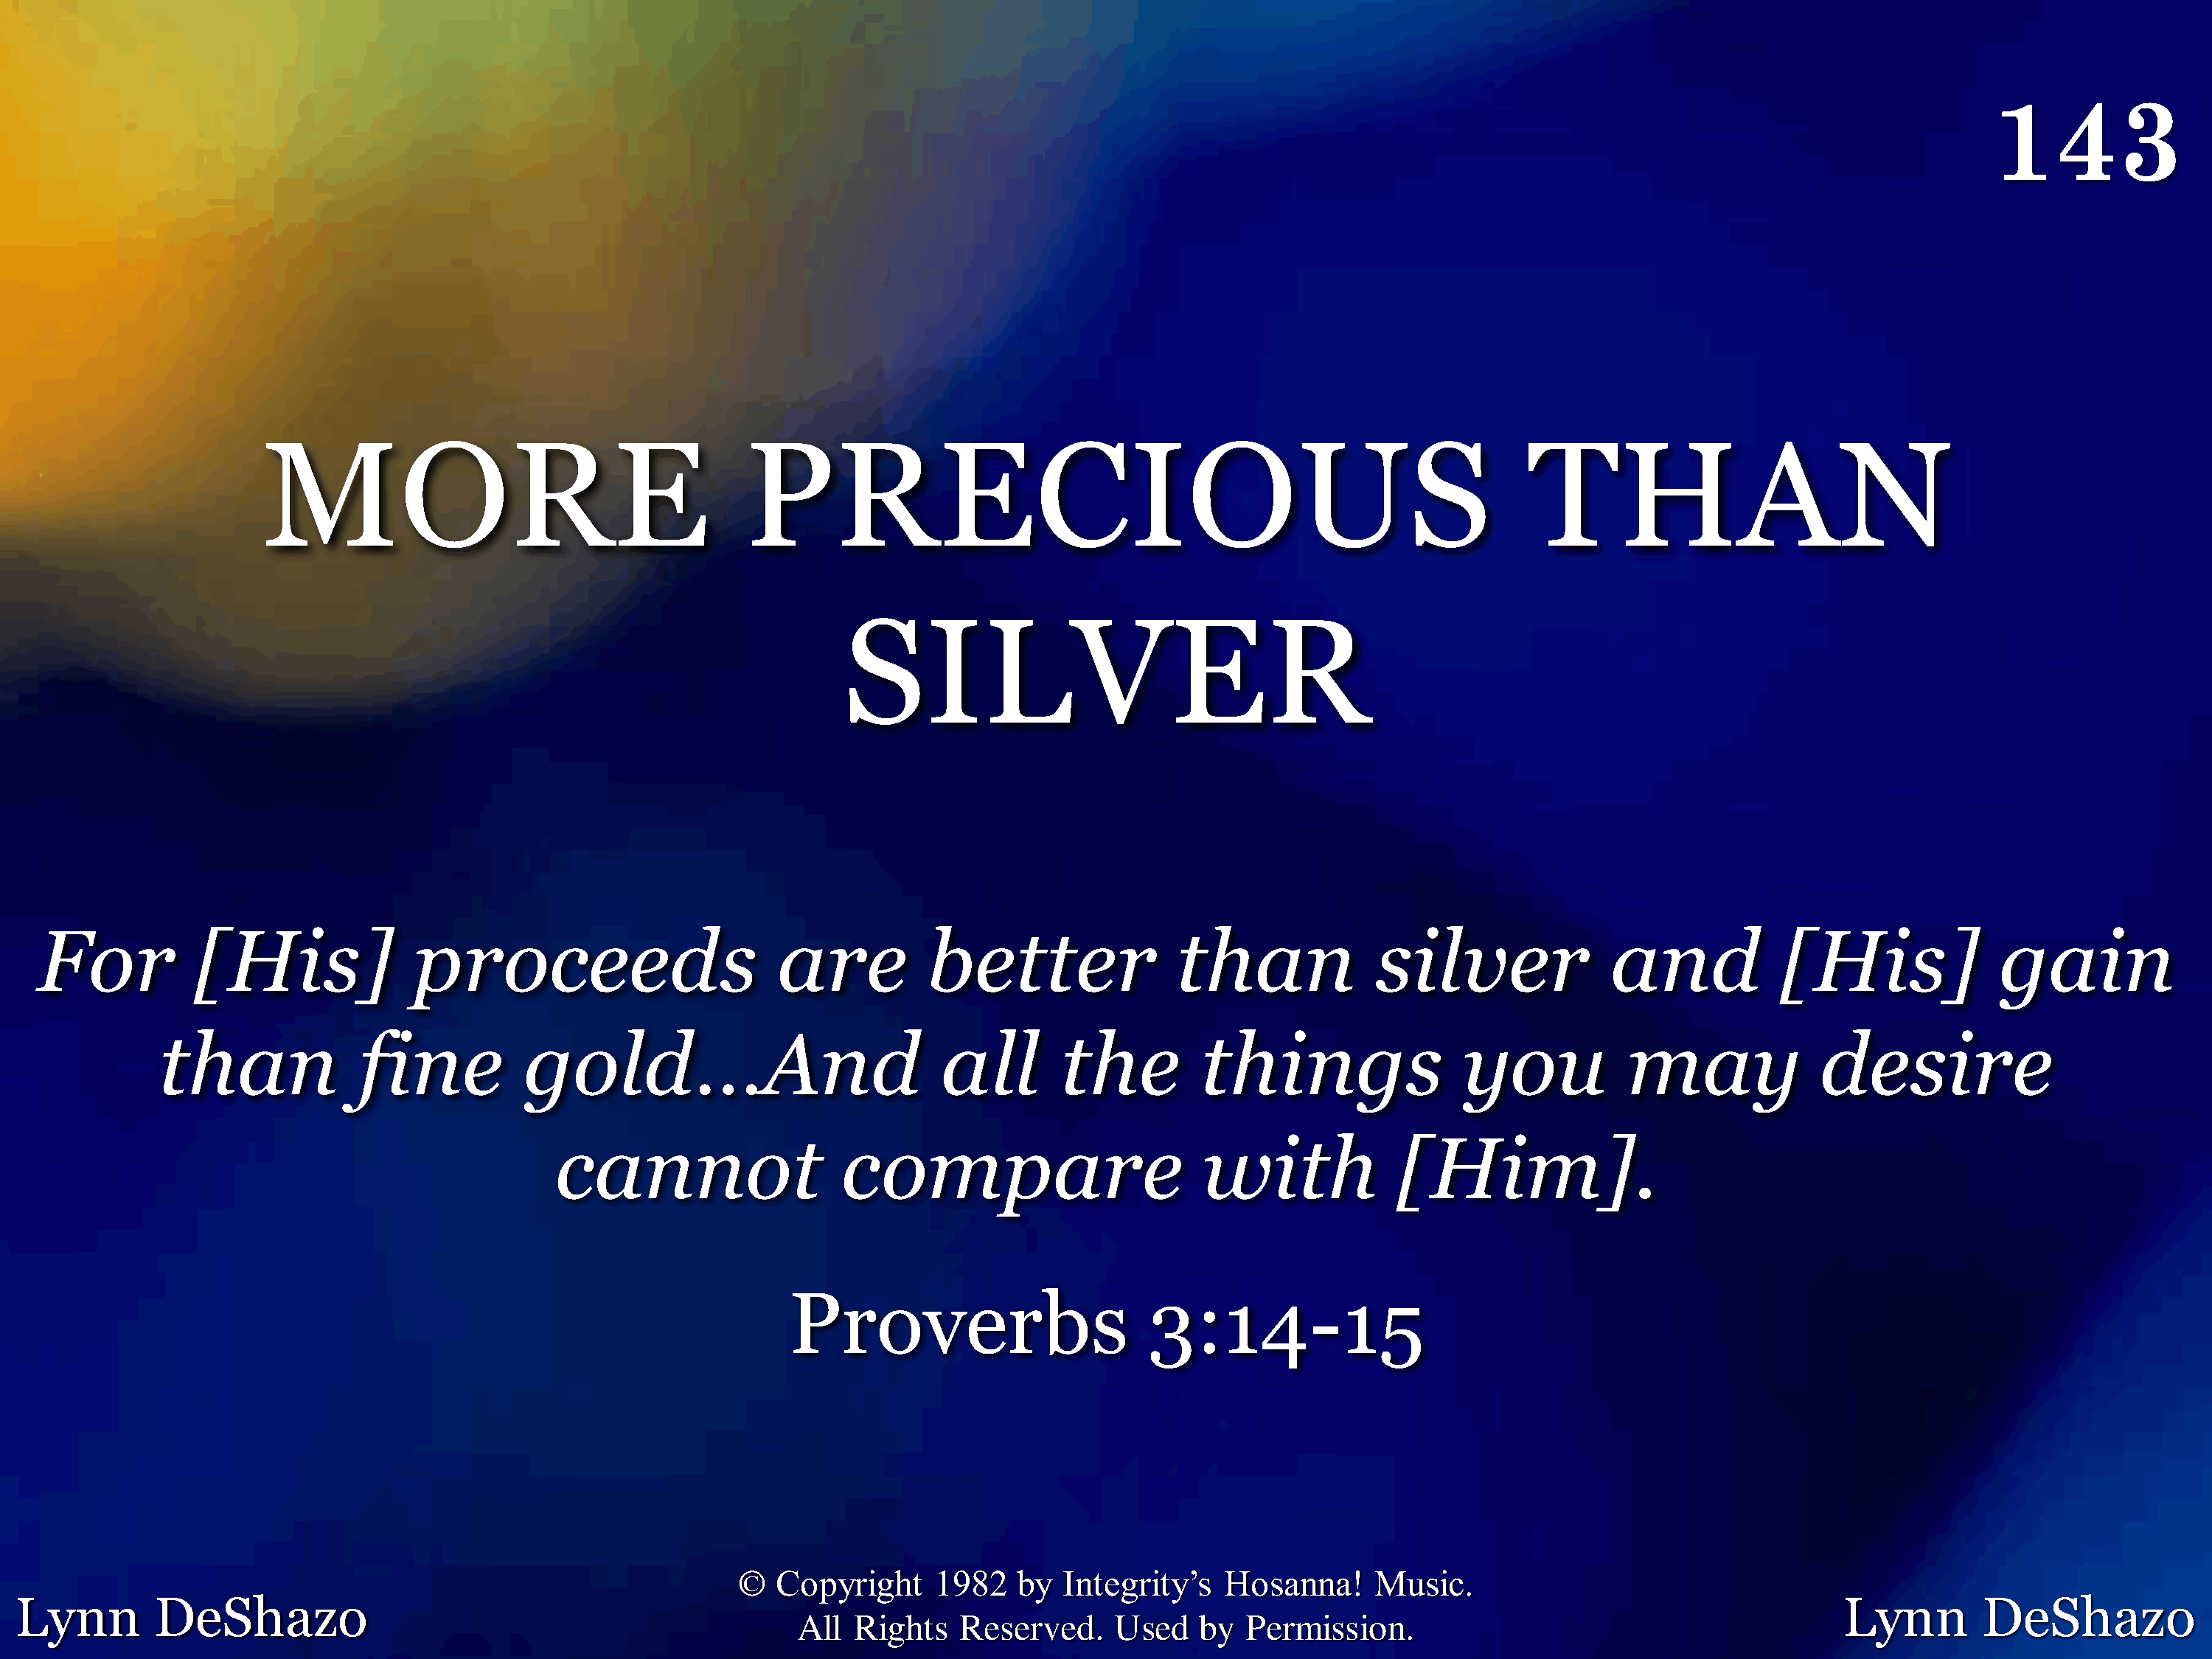 143
MORE PRECIOUS THAN
SILVER
For [His] proceeds are better than silver and [His] gain
than fine gold...And all the things you may desire
cannot compare with [Him].
Proverbs 3:14-15
© Copyright 1982 by Integrity’s Hosanna! Music.
All Rights Reserved. Used by Permission.
Lynn DeShazo
Lynn DeShazo